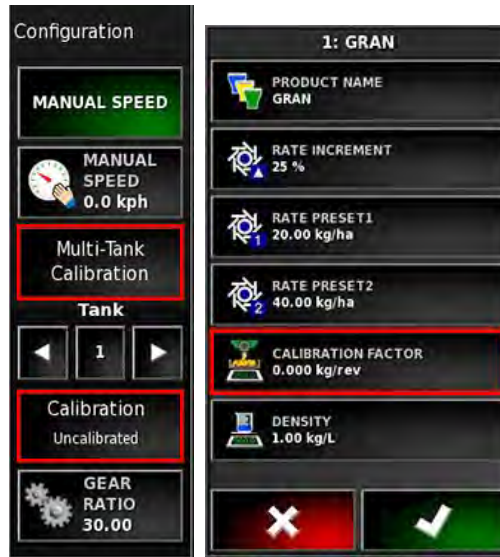 Configuration
MANUAL SPEED
MANUAL
SPEED
0.0 kph
Multi-Tank
Calibration
Tank
1
Calibration
Uncalibrated
GEAR
RATIO
30.00
1: GRAN
PRODUCT NAME
GRAN
RATE INCREMENT
25 %
RATE PRESET1
1
20.00 kg/ha
RATE PRESET2
2
40.00 kg/ha
CALIBRATION FACTOR
0.000 kg/rev
DENSITY
1.00 kg/L